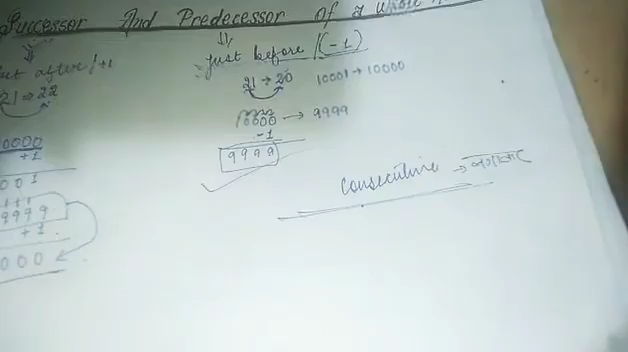 Successor And Predecessor Of a Whole
Just after / +1
21 → 22
0000
+1
001
+++
9999
+1
000
Just before / (-1)
21 → 20 10001 → 10000
10000 → 9999
-1
9999
Consecutive →